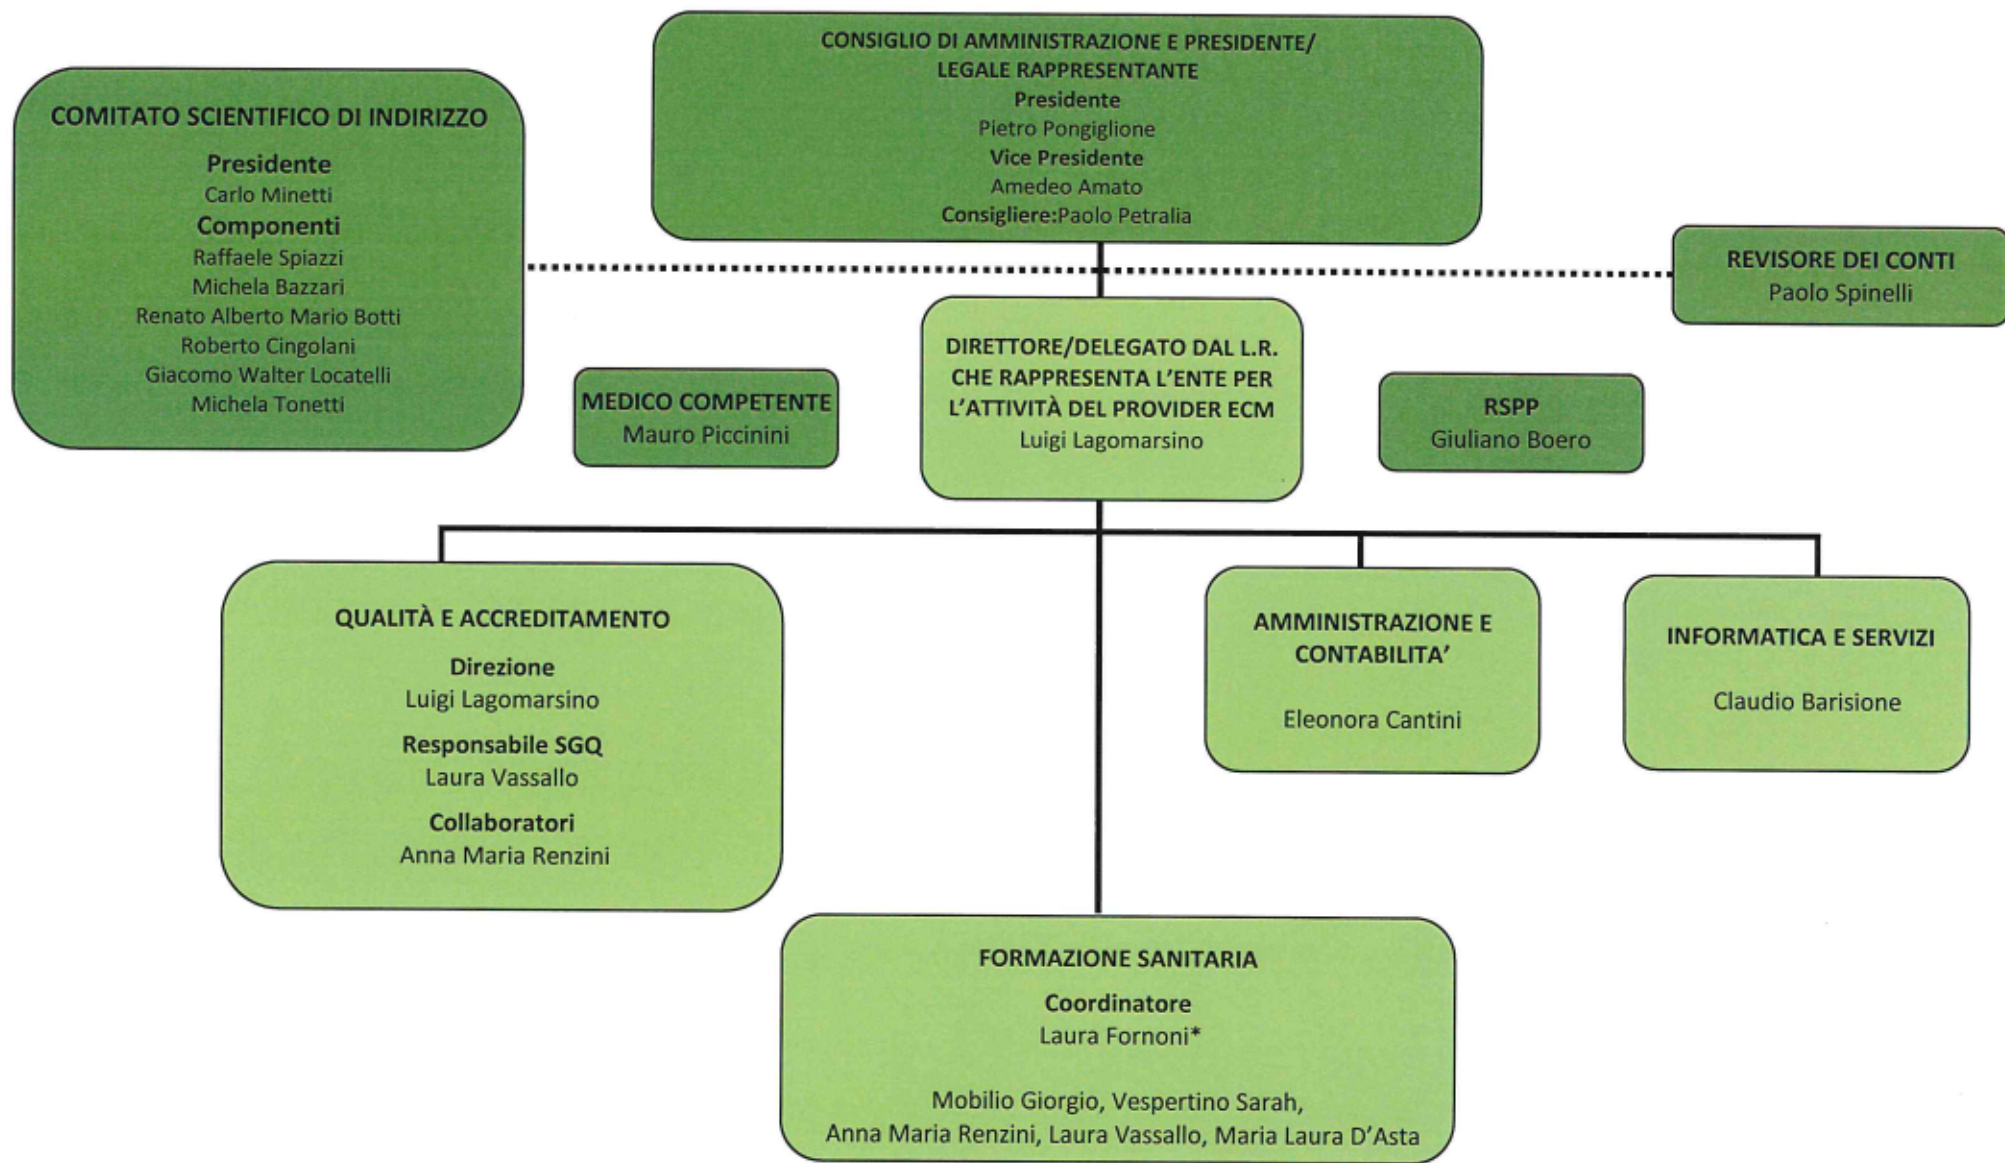 CONSIGLIO DI AMMINISTRAZIONE E PRESIDENTE/
LEGALE RAPPRESENTANTE
Presidente
Pietro Pongiglione
Vice Presidente
Amedeo Amato
Consigliere:Paolo Petralia
COMITATO SCIENTIFICO DI INDIRIZZO
Presidente
Carlo Minetti
Componenti
Raffaele Spiazzi
Michela Bazzari
Renato Alberto Mario Botti
Roberto Cingolani
Giacomo Walter Locatelli
Michela Tonetti
REVISORE DEI CONTI
Paolo Spinelli
MEDICO COMPETENTE
Mauro Piccinini
DIRETTORE/DELEGATO DAL L.R.
CHE RAPPRESENTA L'ENTE PER
L'ATTIVITÀ DEL PROVIDER ECM
Luigi Lagomarsino
RSPP
Giuliano Boero
QUALITÀ E ACCREDITAMENTO
Direzione
Luigi Lagomarsino
Responsabile SGQ
Laura Vassallo
Collaboratori
Anna Maria Renzini
AMMINISTRAZIONE E
CONTABILITA'
Eleonora Cantini
INFORMATICA E SERVIZI
Claudio Barisione
FORMAZIONE SANITARIA
Coordinatore
Laura Fornoni*
Mobilio Giorgio, Vespertino Sarah,
Anna Maria Renzini, Laura Vassallo, Maria Laura D'Asta